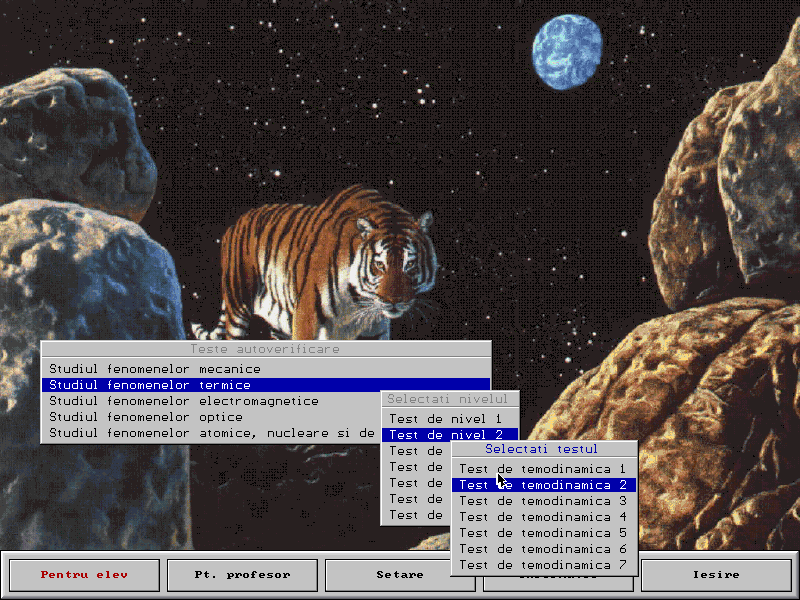 Teste autoverificare
Studiul fenomenelor mecanice
Studiul fenomenelor termice
Studiul fenomenelor electromagnetice
Studiul fenomenelor optice
Studiul fenomenelor atomice, nucleare si de
Selectati nivelul
Test de nivel 1
Test de nivel 2
Test de
Test de
Test de
Test de
Test de
Selectati testul
Test de temodinamica 1
Test de temodinamica 2
Test de temodinamica 3
Test de temodinamica 4
Test de temodinamica 5
Test de temodinamica 6
Test de temodinamica 7
Pentru elev
Pt. profesor
Setare
Iesire